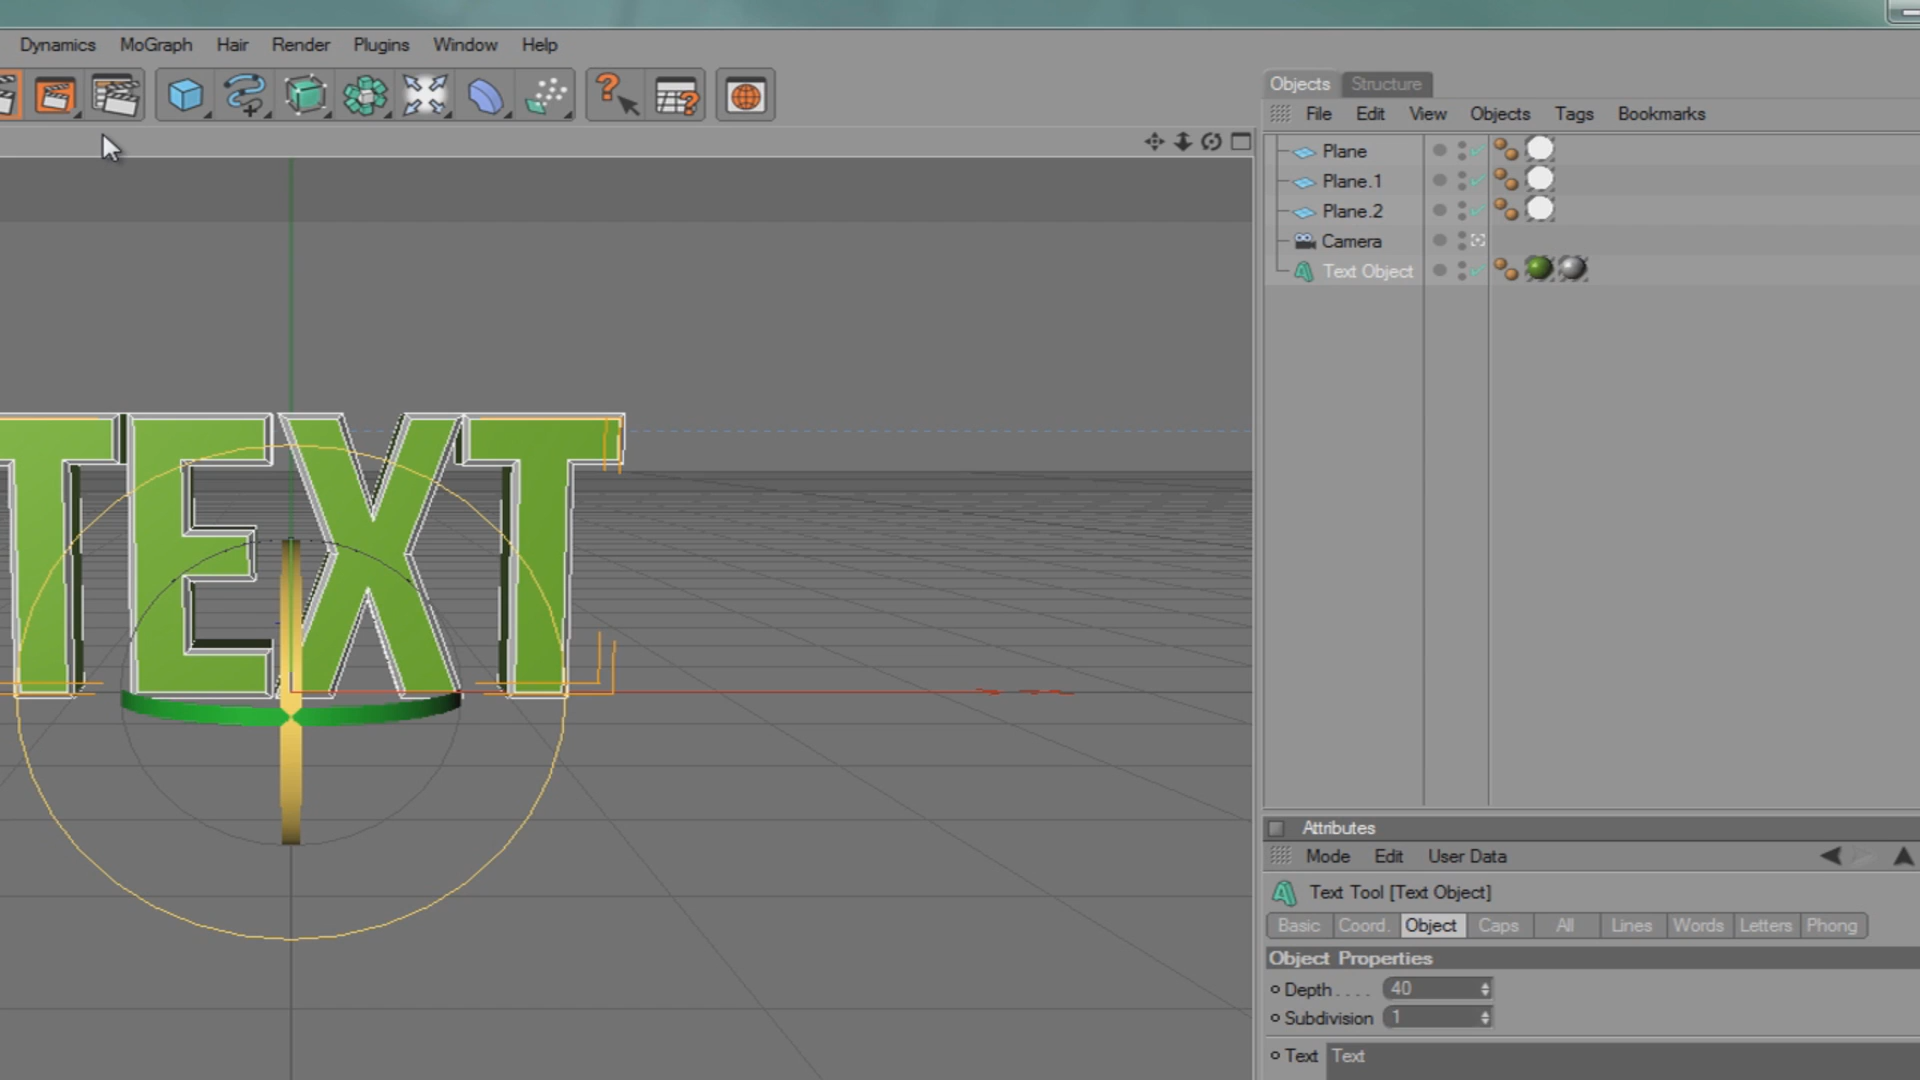 Dynamics MoGraph Hair Render Plugins Window Help
Objects Structure
File Edit View Objects Tags Bookmarks
Plane
Plane.1
Plane.2
Camera
Text Object
TEXT
Attributes
Mode Edit User Data
Text Tool [Text Object]
Basic Coord. Object Caps All Lines Words Letters Phong
Object Properties
Depth . . . . 40
Subdivision 1
Text Text